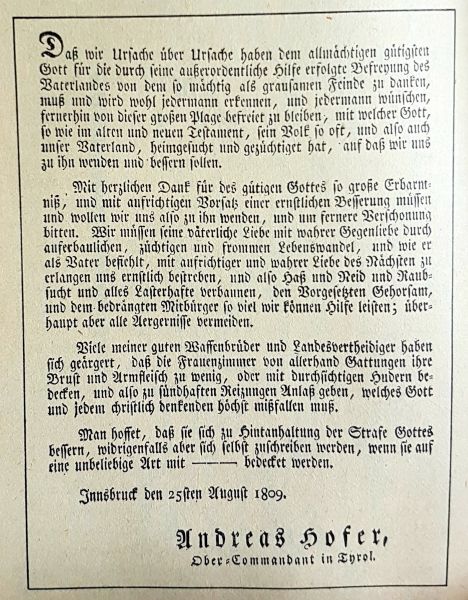 Daß wir Ursache über Ursache haben dem allmächtigen gütigsten
Gott für die durch seine außerordentliche Hilfe erfolgte Befreyung des
Vaterlandes von dem so mächtig als grausamen Feinde zu danken,
muß und wird wohl jedermann erkennen, und jedermann wünschen,
fernerhin von dieser großen Plage befreiet zu bleiben, mit welcher Gott,
so wie im alten und neuen Testament, sein Volk so oft, und also auch
unser Vaterland, heimgesucht und gezüchtiget hat, auf daß wir uns
zu ihn wenden und bessern sollen.
Mit herzlichen Dank für des gütigen Gottes so große Erbarm-
niß, und mit aufrichtigen Vorsatz einer ernstlichen Besserung müssen
und wollen wir uns also zu ihn wenden, und um fernere Verschonung
bitten. Wir müssen seine väterliche Liebe mit wahrer Gegenliebe durch
auferbaulichen, züchtigen und frommen Lebenswandel, und wie er
als Vater befiehlt, mit aufrichtiger und wahrer Liebe des Nächsten zu
erlangen uns ernstlich bestreben, und also Haß und Neid und Raub-
sucht und alles Lasterhafte verbannen, den Vorgesetzten Gehorsam,
und dem bedrängten Mitbürger so viel wir können Hilfe leisten; über-
haupt aber alle Aergernisse vermeiden.
Viele meiner guten Waffenbrüder und Landesvertheidiger haben
sich geärgert, daß die Frauenzimmer von allerhand Gattungen ihre
Brust und Armfleisch zu wenig, oder mit durchsichtigen Hudern be-
decken, und also zu sündhaften Reizungen Anlaß geben, welches Gott
und jedem christlich denkenden höchst mißfallen muß.
Man hoffet, daß sie sich zu Hintanhaltung der Strafe Gottes
bessern, widrigenfalls aber sich selbst zuschreiben werden, wenn sie auf
eine unbeliebige Art mit ——— bedecket werden.
Innsbruck den 25sten August 1809.
Andreas Hofer,
Ober-Commandant in Tyrol.